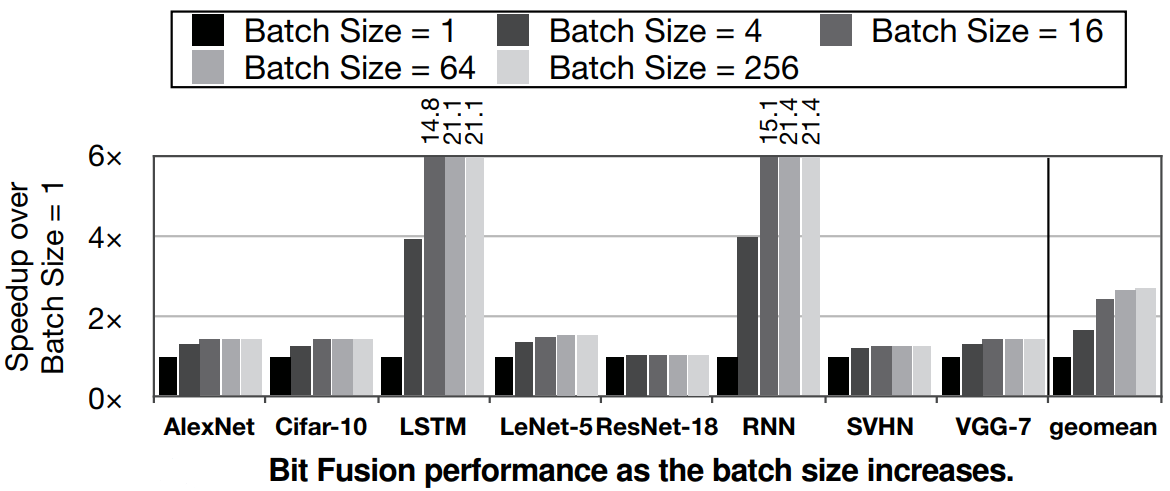 Batch Size = 1 Batch Size = 4 Batch Size = 16
Batch Size = 64 Batch Size = 256
14.8 21.1 21.1 15.1 21.4 21.4
Speedup over
Batch Size = 1
6×
4×
2×
0×
AlexNet Cifar-10 LSTM LeNet-5 ResNet-18 RNN SVHN VGG-7 geomean
Bit Fusion performance as the batch size increases.